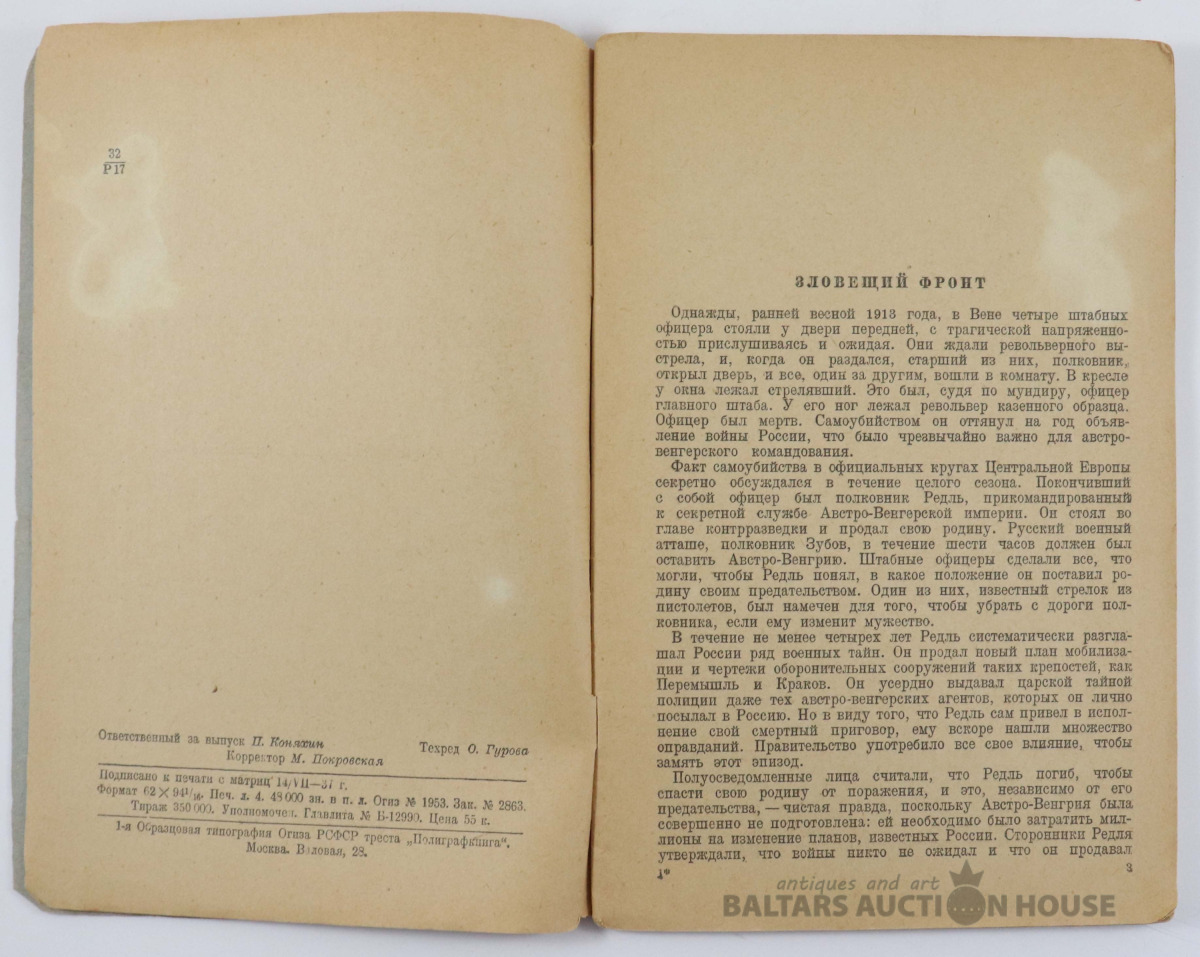 32
Р17
Ответственный за выпуск П. Коняхин
Техред О. Гурова
Корректор М. Покровская
Подписано к печати с матриц 14/VII—37 г.
Формат 62 × 94¹/₁₆. Печ. л. 4. 48 000 зн. в п. л. Огиз № 1953. Зак. № 2863.
Тираж 350 000. Уполномочен. Главлита № Б-12990. Цена 55 к.
1-я Образцовая типография Огиза РСФСР треста „Полиграфкнига“.
Москва. Валовая, 28.
ЗЛОВЕЩИЙ ФРОНТ
Однажды, ранней весной 1913 года, в Вене четыре штабных
офицера стояли у двери передней, с трагической напряженно-
стью прислушиваясь и ожидая. Они ждали револьверного вы-
стрела, и, когда он раздался, старший из них, полковник,
открыл дверь, и все, один за другим, вошли в комнату. В кресле
у окна лежал стрелявший. Это был, судя по мундиру, офицер
главного штаба. У его ног лежал револьвер казенного образца.
Офицер был мертв. Самоубийством он оттянул на год объяв-
ление войны России, что было чрезвычайно важно для австро-
венгерского командования.
Факт самоубийства в официальных кругах Центральной Европы
секретно обсуждался в течение целого сезона. Покончивший
с собой офицер был полковник Редль, прикомандированный
к секретной службе Австро-Венгерской империи. Он стоял во
главе контрразведки и продал свою родину. Русский военный
атташе, полковник Зубов, в течение шести часов должен был
оставить Австро-Венгрию. Штабные офицеры сделали все, что
могли, чтобы Редль понял, в какое положение он поставил ро-
дину своим предательством. Один из них, известный стрелок из
пистолетов, был намечен для того, чтобы убрать с дороги пол-
ковника, если ему изменит мужество.
В течение не менее четырех лет Редль систематически разгла-
шал России ряд военных тайн. Он продал новый план мобилиза-
ции и чертежи оборонительных сооружений таких крепостей, как
Перемышль и Краков. Он усердно выдавал царской тайной
полиции даже тех австро-венгерских агентов, которых он лично
посылал в Россию. Но в виду того, что Редль сам привел в испол-
нение свой смертный приговор, ему вскоре нашли множество
оправданий. Правительство употребило все свое влияние, чтобы
замять этот эпизод.
Полуосведомленные лица считали, что Редль погиб, чтобы
спасти свою родину от поражения, и это, независимо от его
предательства, — чистая правда, поскольку Австро-Венгрия была
совершенно не подготовлена: ей необходимо было затратить мил-
лионы на изменение планов, известных России. Сторонники Редля
утверждали, что войны никто не ожидал и что он продавал
1*
3
antiques and art
BALTARS AUCTION HOUSE